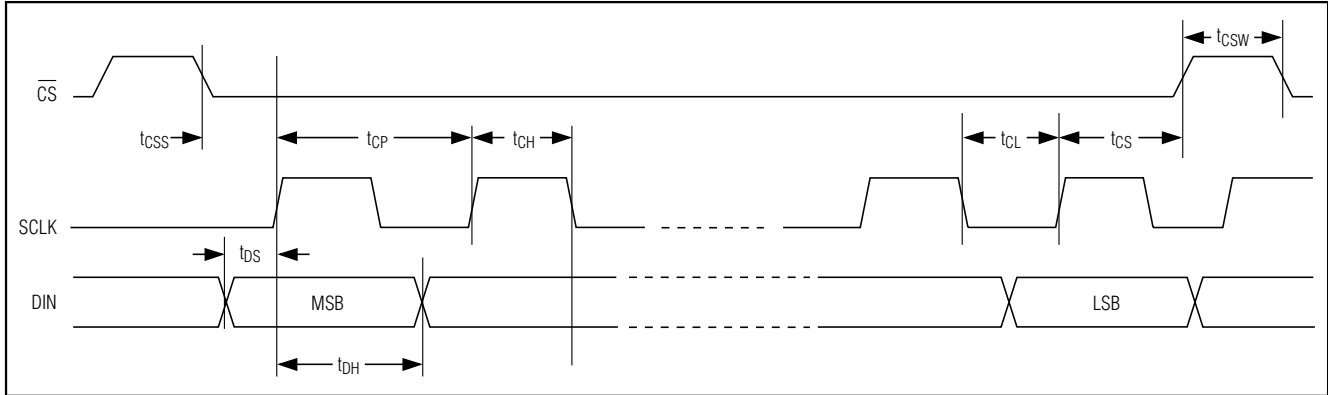 tCSW
CS
tCSS
tCP
tCH
tCL
tCS
SCLK
tDS
DIN
MSB
LSB
tDH